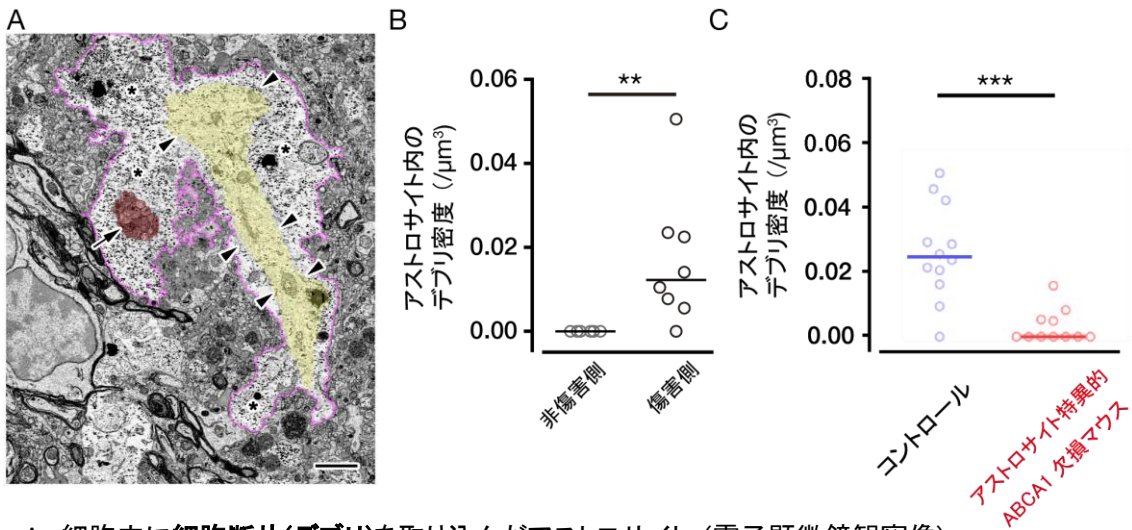 A
B
C
アストロサイト内の
デブリ密度 (/μm³)
0.06
0.04
0.02
0.00
**
非傷害側
傷害側
アストロサイト内の
デブリ密度 (/μm³)
0.08
0.06
0.04
0.02
0.00
***
コントロール
アストロサイト特異的
ABCA1 欠損マウス
*
*
*
*